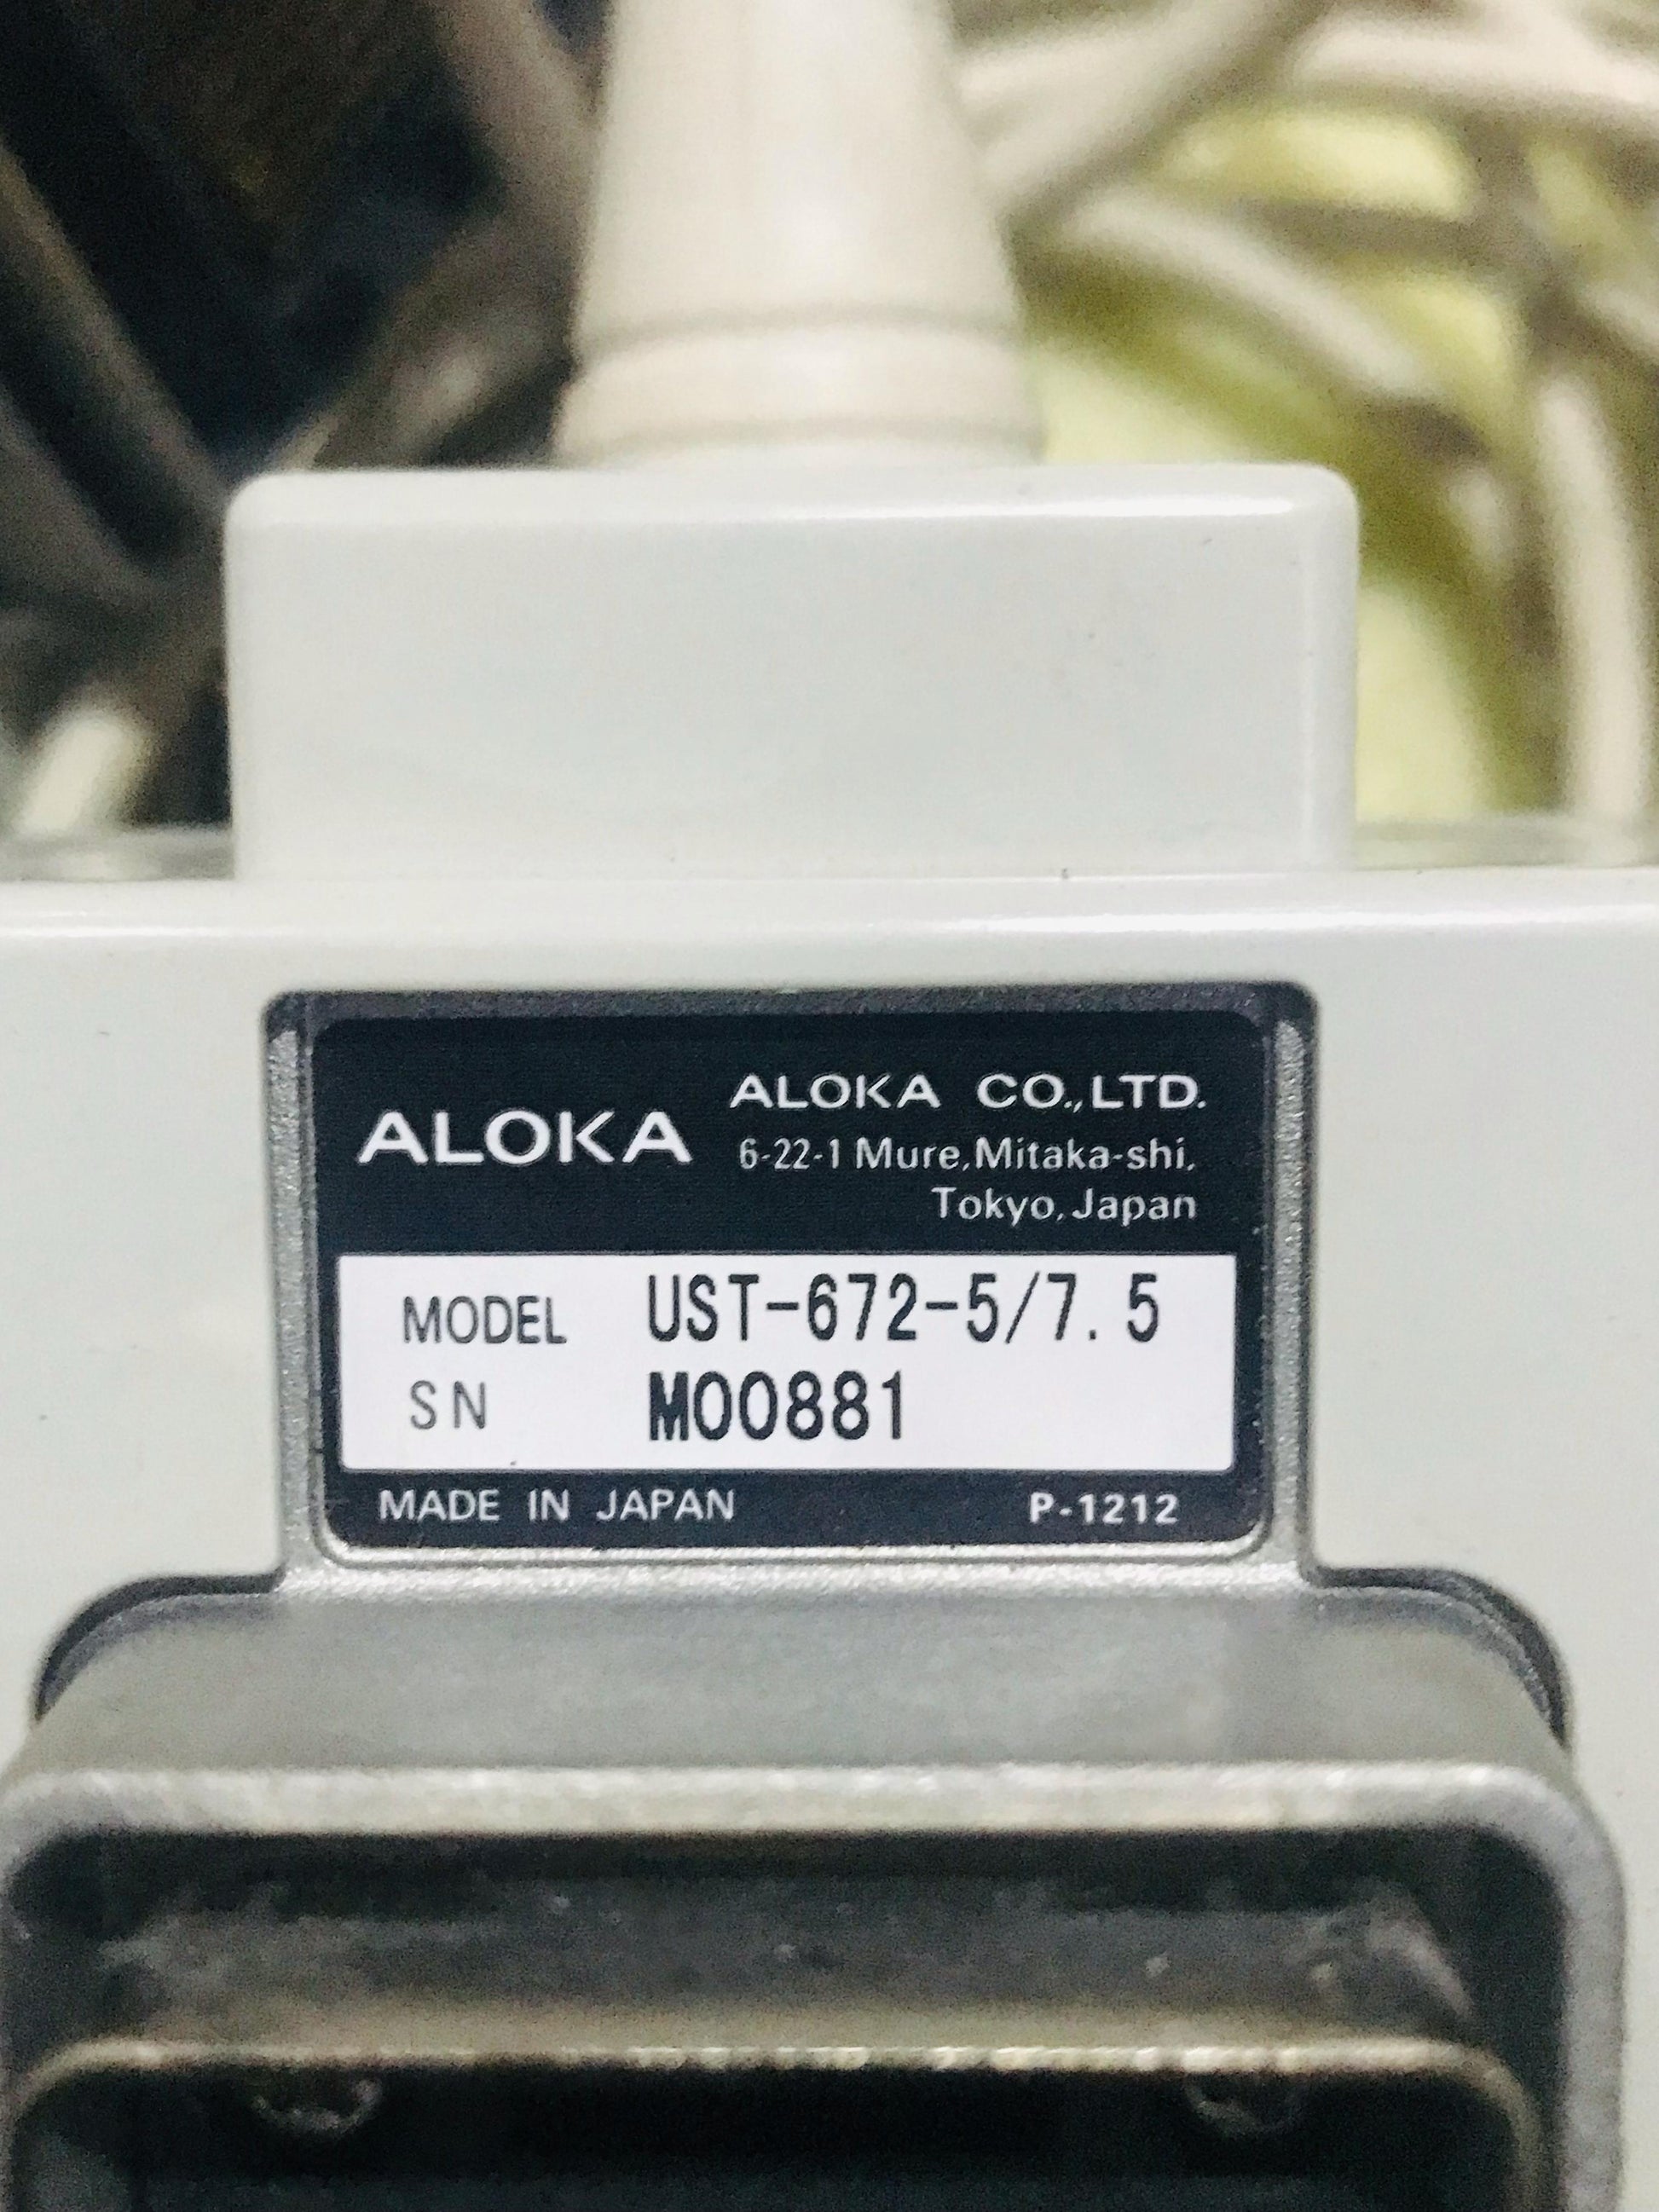 ALOKA
ALOKA CO.,LTD.
6-22-1 Mure,Mitaka-shi,
Tokyo,Japan
MODEL UST-672-5/7.5
SN M00881
MADE IN JAPAN P-1212